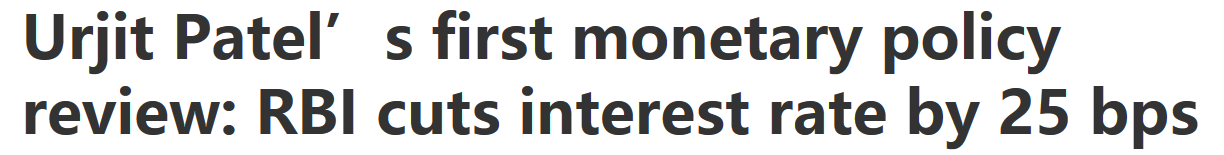 Urjit Patel’s first monetary policy
review: RBI cuts interest rate by 25 bps